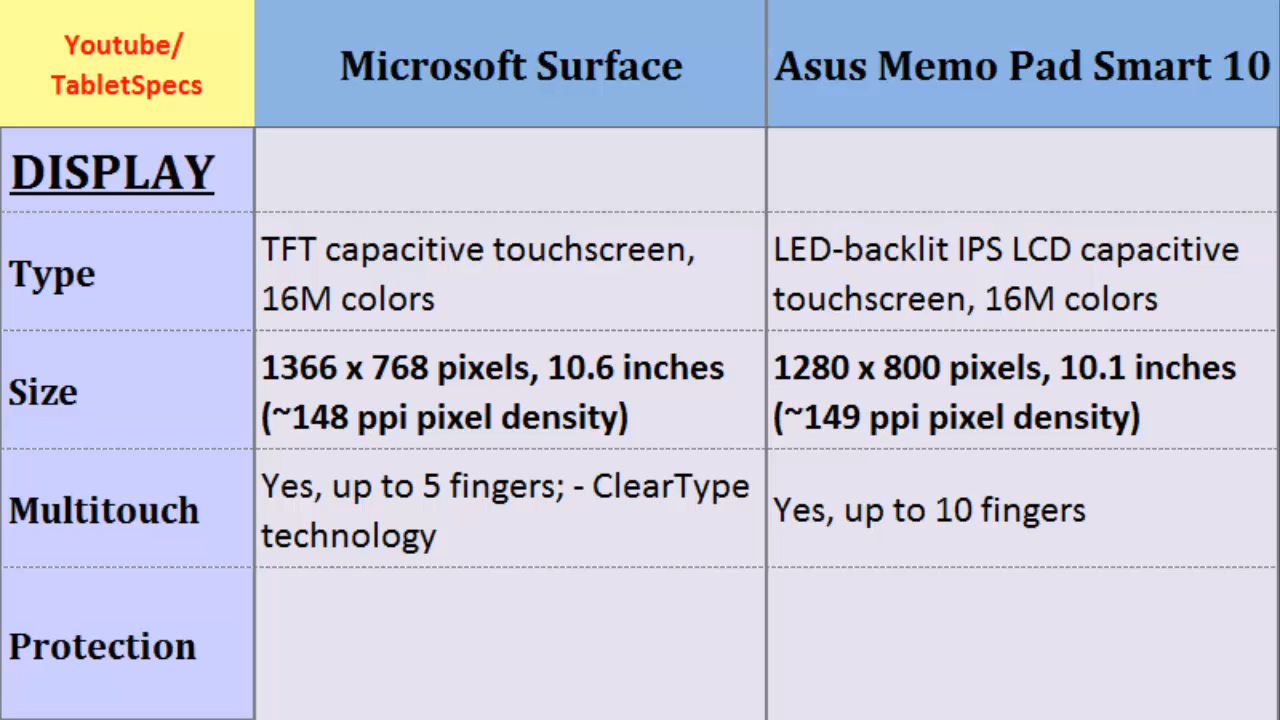 Youtube/
TabletSpecs
Microsoft Surface
Asus Memo Pad Smart 10
DISPLAY
Type
TFT capacitive touchscreen,
16M colors
LED-backlit IPS LCD capacitive
touchscreen, 16M colors
Size
1366 x 768 pixels, 10.6 inches
(~148 ppi pixel density)
1280 x 800 pixels, 10.1 inches
(~149 ppi pixel density)
Multitouch
Yes, up to 5 fingers; - ClearType
technology
Yes, up to 10 fingers
Protection